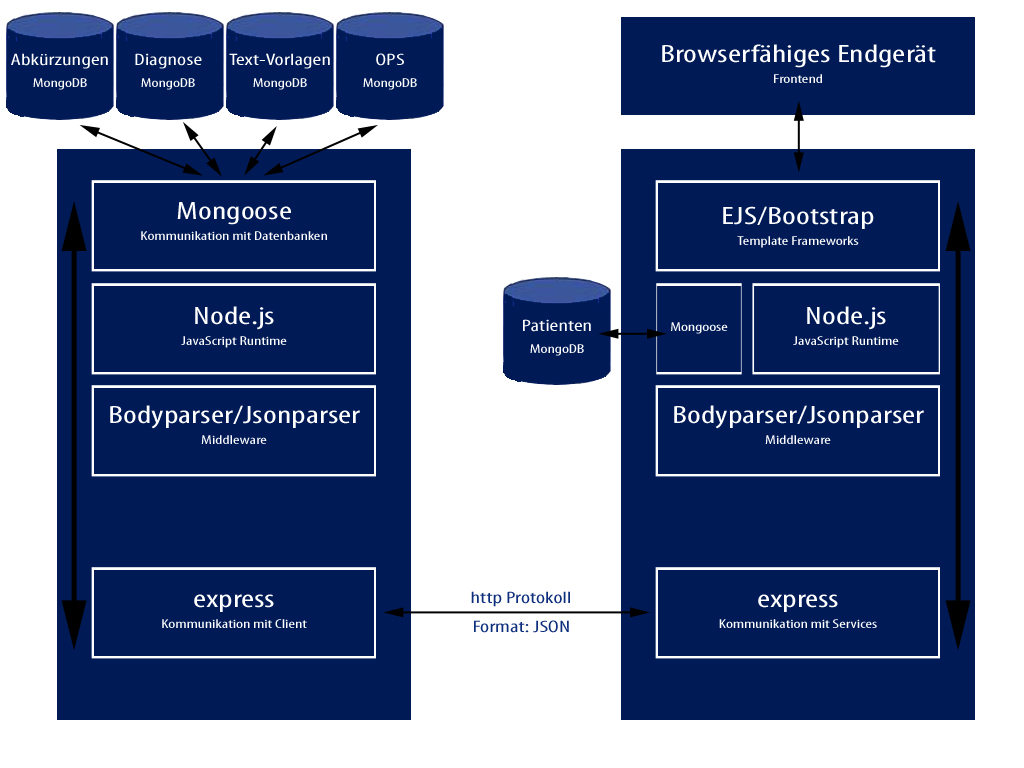 Abkürzungen
MongoDB
Diagnose
MongoDB
Text-Vorlagen
MongoDB
OPS
MongoDB
Mongoose
Kommunikation mit Datenbanken
Node.js
JavaScript Runtime
Bodyparser/Jsonparser
Middleware
express
Kommunikation mit Client
http Protokoll
Format: JSON
Browserfähiges Endgerät
Frontend
EJS/Bootstrap
Template Frameworks
Patienten
MongoDB
Mongoose
Node.js
JavaScript Runtime
Bodyparser/Jsonparser
Middleware
express
Kommunikation mit Services